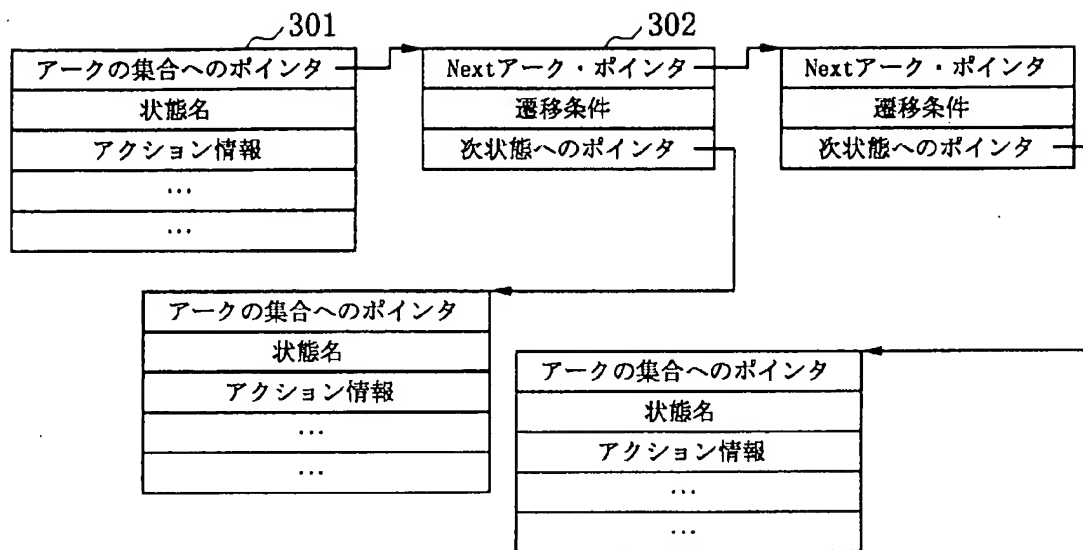 301
アークの集合へのポインタ
状態名
アクション情報
...
...
302
Nextアーク・ポインタ
遷移条件
次状態へのポインタ
Nextアーク・ポインタ
遷移条件
次状態へのポインタ
アークの集合へのポインタ
状態名
アクション情報
...
...
アークの集合へのポインタ
状態名
アクション情報
...
...